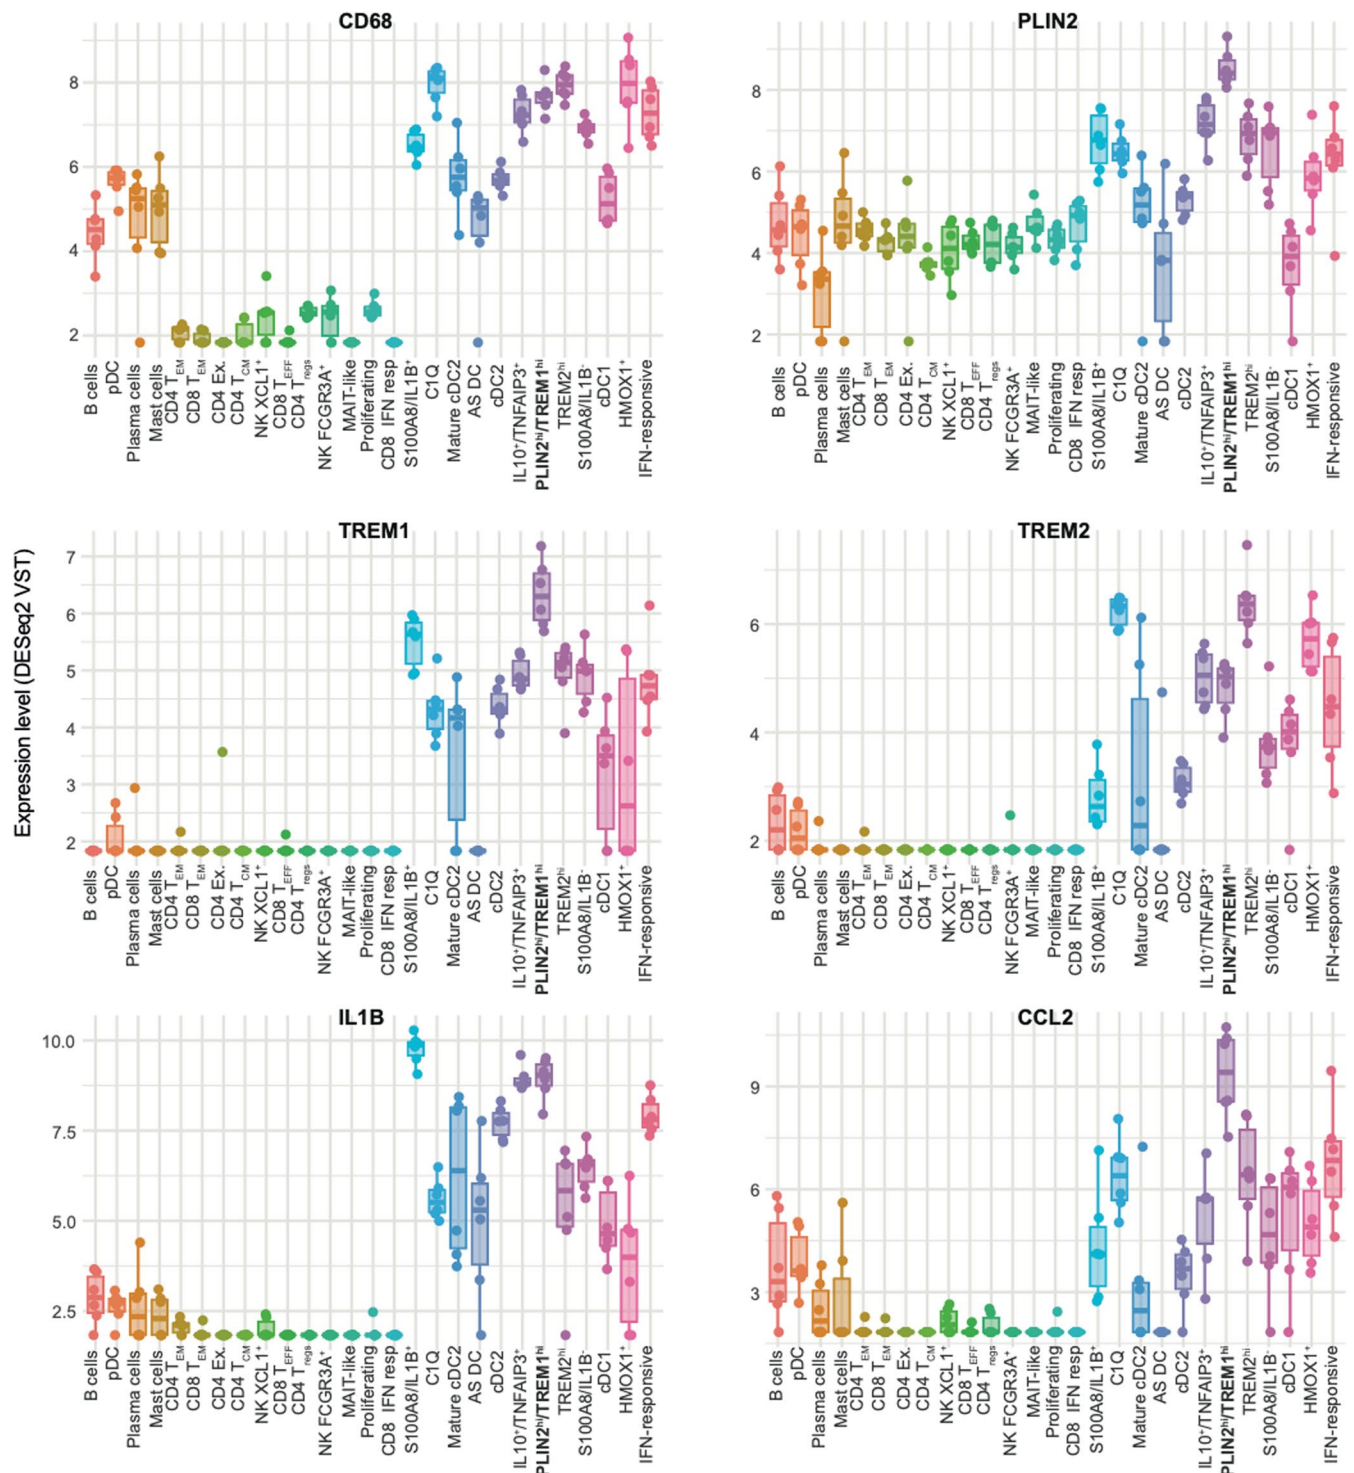 CD68
8
6
4
2
B cells
pDC
Plasma cells
Mast cells
CD4 TEM
CD8 TEM
CD4 Ex.
CD4 TCM
NK XCL1⁺
CD8 TEFF
CD4 Tregs
NK FCGR3A⁺
MAIT-like
Proliferating
CD8 IFN resp
S100A8/IL1B⁺
C1Q
Mature cDC2
AS DC
cDC2
IL10⁺/TNFAIP3⁺
PLIN2ʰⁱ/TREM1ʰⁱ
TREM2ʰⁱ
S100A8/IL1B⁻
cDC1
HMOX1⁺
IFN-responsive
PLIN2
8
6
4
2
B cells
pDC
Plasma cells
Mast cells
CD4 TEM
CD8 TEM
CD4 Ex.
CD4 TCM
NK XCL1⁺
CD8 TEFF
CD4 Tregs
NK FCGR3A⁺
MAIT-like
Proliferating
CD8 IFN resp
S100A8/IL1B⁺
C1Q
Mature cDC2
AS DC
cDC2
IL10⁺/TNFAIP3⁺
PLIN2ʰⁱ/TREM1ʰⁱ
TREM2ʰⁱ
S100A8/IL1B⁻
cDC1
HMOX1⁺
IFN-responsive
Expression level (DESeq2 VST)
TREM1
7
6
5
4
3
2
B cells
pDC
Plasma cells
Mast cells
CD4 TEM
CD8 TEM
CD4 Ex.
CD4 TCM
NK XCL1⁺
CD8 TEFF
CD4 Tregs
NK FCGR3A⁺
MAIT-like
Proliferating
CD8 IFN resp
S100A8/IL1B⁺
C1Q
Mature cDC2
AS DC
cDC2
IL10⁺/TNFAIP3⁺
PLIN2ʰⁱ/TREM1ʰⁱ
TREM2ʰⁱ
S100A8/IL1B⁻
cDC1
HMOX1⁺
IFN-responsive
TREM2
6
4
2
B cells
pDC
Plasma cells
Mast cells
CD4 TEM
CD8 TEM
CD4 Ex.
CD4 TCM
NK XCL1⁺
CD8 TEFF
CD4 Tregs
NK FCGR3A⁺
MAIT-like
Proliferating
CD8 IFN resp
S100A8/IL1B⁺
C1Q
Mature cDC2
AS DC
cDC2
IL10⁺/TNFAIP3⁺
PLIN2ʰⁱ/TREM1ʰⁱ
TREM2ʰⁱ
S100A8/IL1B⁻
cDC1
HMOX1⁺
IFN-responsive
IL1B
10.0
7.5
5.0
2.5
B cells
pDC
Plasma cells
Mast cells
CD4 TEM
CD8 TEM
CD4 Ex.
CD4 TCM
NK XCL1⁺
CD8 TEFF
CD4 Tregs
NK FCGR3A⁺
MAIT-like
Proliferating
CD8 IFN resp
S100A8/IL1B⁺
C1Q
Mature cDC2
AS DC
cDC2
IL10⁺/TNFAIP3⁺
PLIN2ʰⁱ/TREM1ʰⁱ
TREM2ʰⁱ
S100A8/IL1B⁻
cDC1
HMOX1⁺
IFN-responsive
CCL2
9
6
3
B cells
pDC
Plasma cells
Mast cells
CD4 TEM
CD8 TEM
CD4 Ex.
CD4 TCM
NK XCL1⁺
CD8 TEFF
CD4 Tregs
NK FCGR3A⁺
MAIT-like
Proliferating
CD8 IFN resp
S100A8/IL1B⁺
C1Q
Mature cDC2
AS DC
cDC2
IL10⁺/TNFAIP3⁺
PLIN2ʰⁱ/TREM1ʰⁱ
TREM2ʰⁱ
S100A8/IL1B⁻
cDC1
HMOX1⁺
IFN-responsive